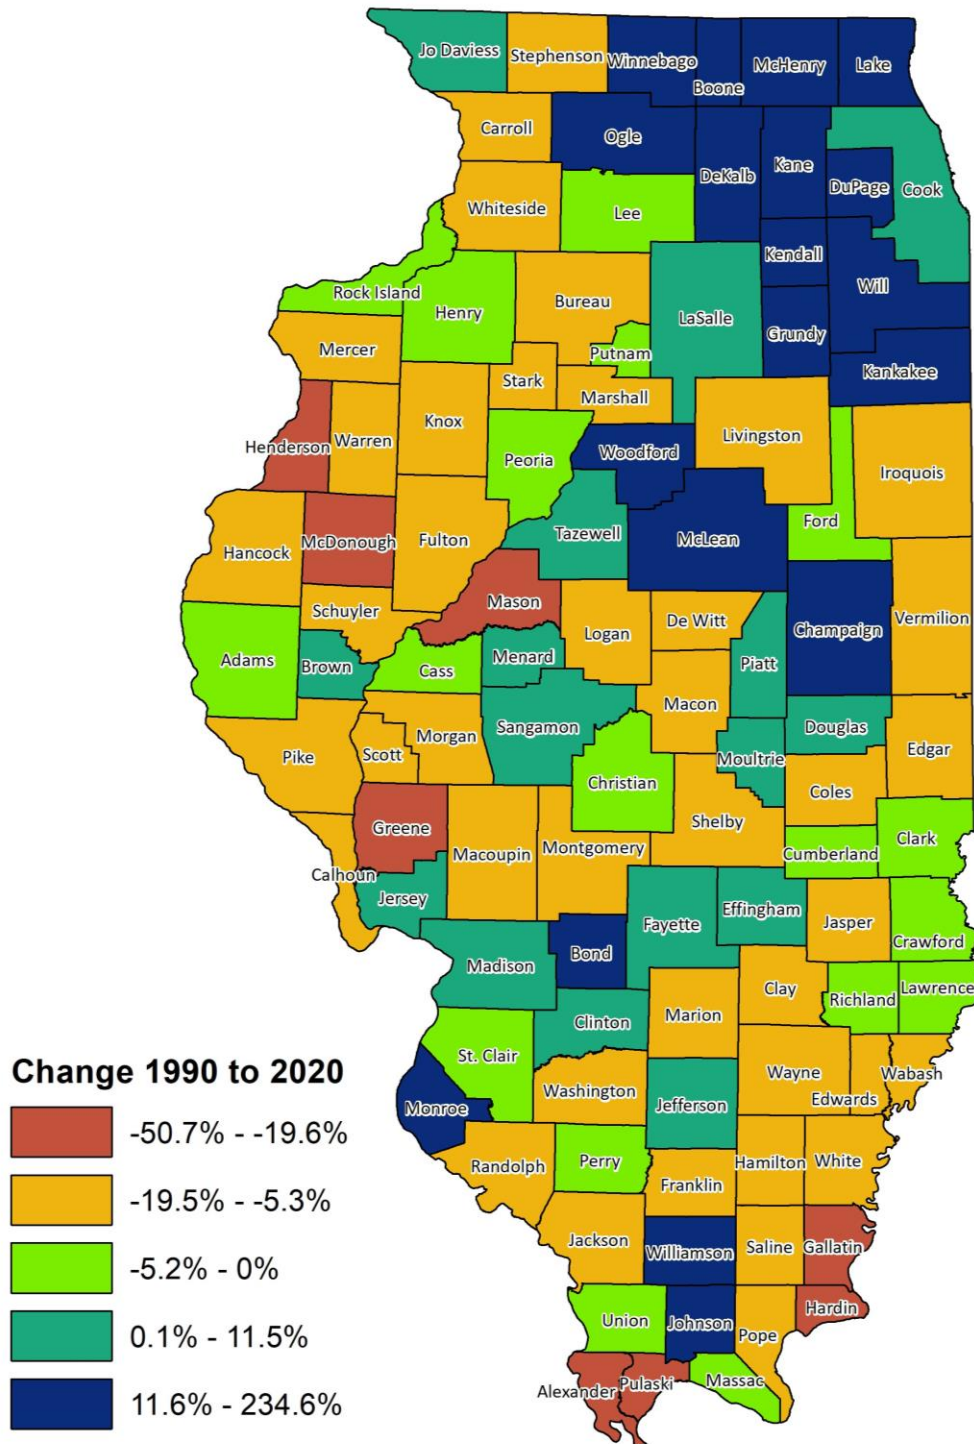 Jo Daviess
Stephenson
Winnebago
Boone
McHenry
Lake
Carroll
Ogle
DeKalb
Kane
DuPage
Cook
Whiteside
Lee
Kendall
Will
Rock Island
Henry
Bureau
LaSalle
Grundy
Mercer
Putnam
Kankakee
Stark
Marshall
Henderson
Warren
Knox
Peoria
Woodford
Livingston
Iroquois
Hancock
McDonough
Fulton
Tazewell
McLean
Ford
Schuyler
Mason
Logan
De Witt
Champaign
Vermilion
Adams
Brown
Cass
Menard
Piatt
Pike
Scott
Morgan
Sangamon
Macon
Moultrie
Douglas
Edgar
Christian
Coles
Greene
Macoupin
Montgomery
Shelby
Cumberland
Clark
Calhoun
Jersey
Fayette
Effingham
Jasper
Crawford
Madison
Bond
Clinton
Marion
Clay
Richland
Lawrence
St. Clair
Washington
Jefferson
Wayne
Edwards
Wabash
Monroe
Randolph
Perry
Franklin
Hamilton
White
Jackson
Williamson
Saline
Gallatin
Union
Johnson
Pope
Hardin
Alexander
Pulaski
Massac
Change 1990 to 2020
-50.7% - -19.6%
-19.5% - -5.3%
-5.2% - 0%
0.1% - 11.5%
11.6% - 234.6%